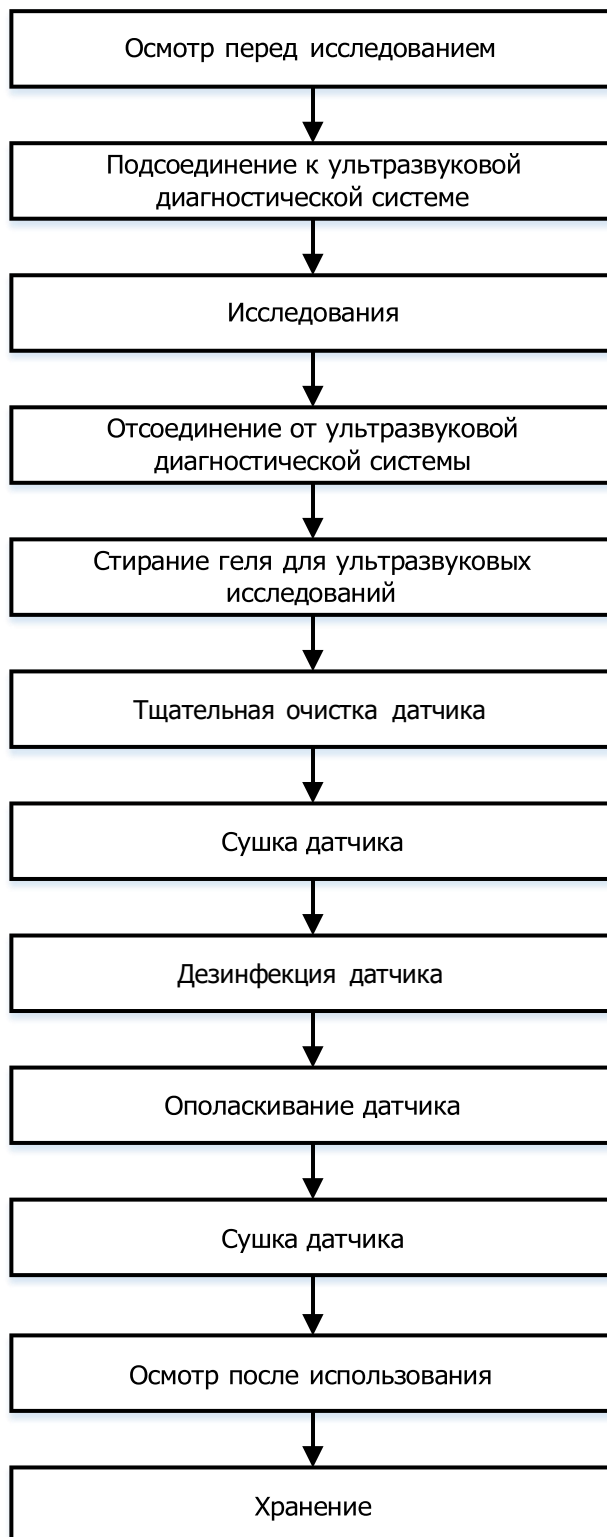 Осмотр перед исследованием
Подсоединение к ультразвуковой
диагностической системе
Исследования
Отсоединение от ультразвуковой
диагностической системы
Стирание геля для ультразвуковых
исследований
Тщательная очистка датчика
Сушка датчика
Дезинфекция датчика
Ополаскивание датчика
Сушка датчика
Осмотр после использования
Хранение